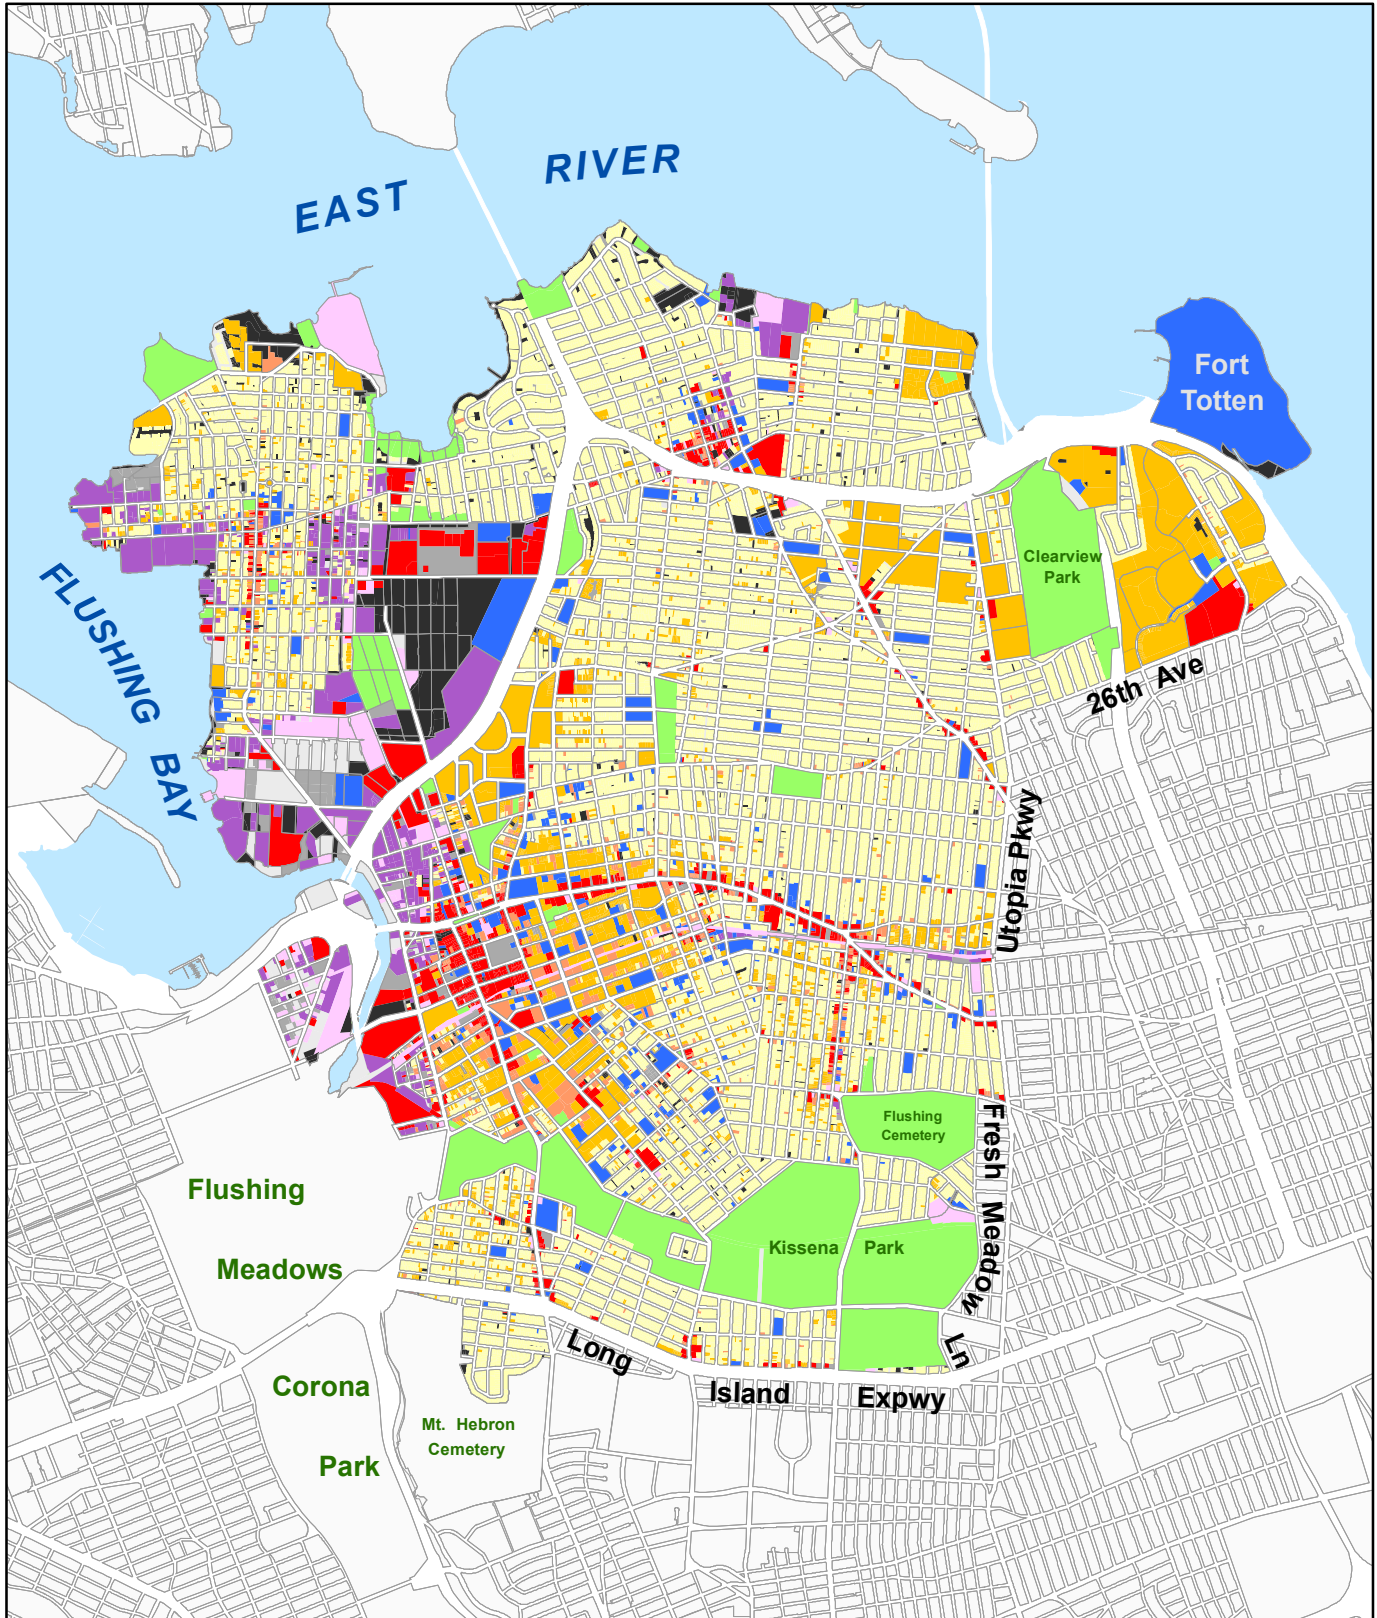 RIVER
EAST
Fort
Totten
Clearview
Park
FLUSHING BAY
26th Ave
Utopia Pkwy
Flushing
Cemetery
Fresh Meadow Ln
Flushing
Meadows
Kissena Park
Long Island Expwy
Corona
Park
Mt. Hebron
Cemetery